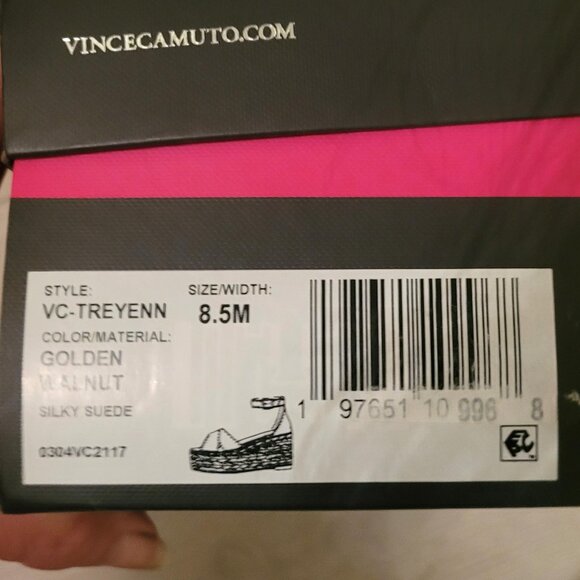 VINCECAMUTO.COM
STYLE:
VC-TREYENN
SIZE/WIDTH:
8.5M
COLOR/MATERIAL:
GOLDEN
WALNUT
SILKY SUEDE
0304VC2117
1 97651 10996 8